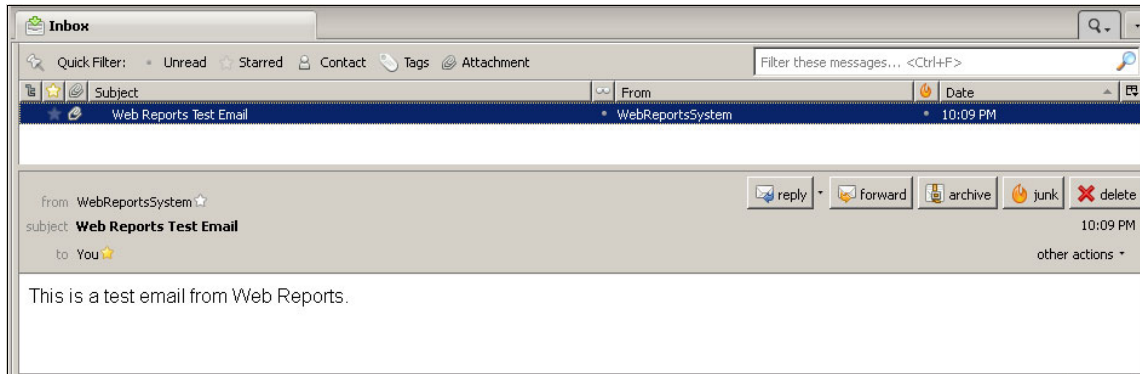 Inbox
Quick Filter: Unread Starred Contact Tags Attachment Filter these messages... <Ctrl+F>
Subject From Date
Web Reports Test Email WebReportsSystem 10:09 PM
reply forward archive junk delete
from WebReportsSystem
subject Web Reports Test Email 10:09 PM
to You other actions
This is a test email from Web Reports.